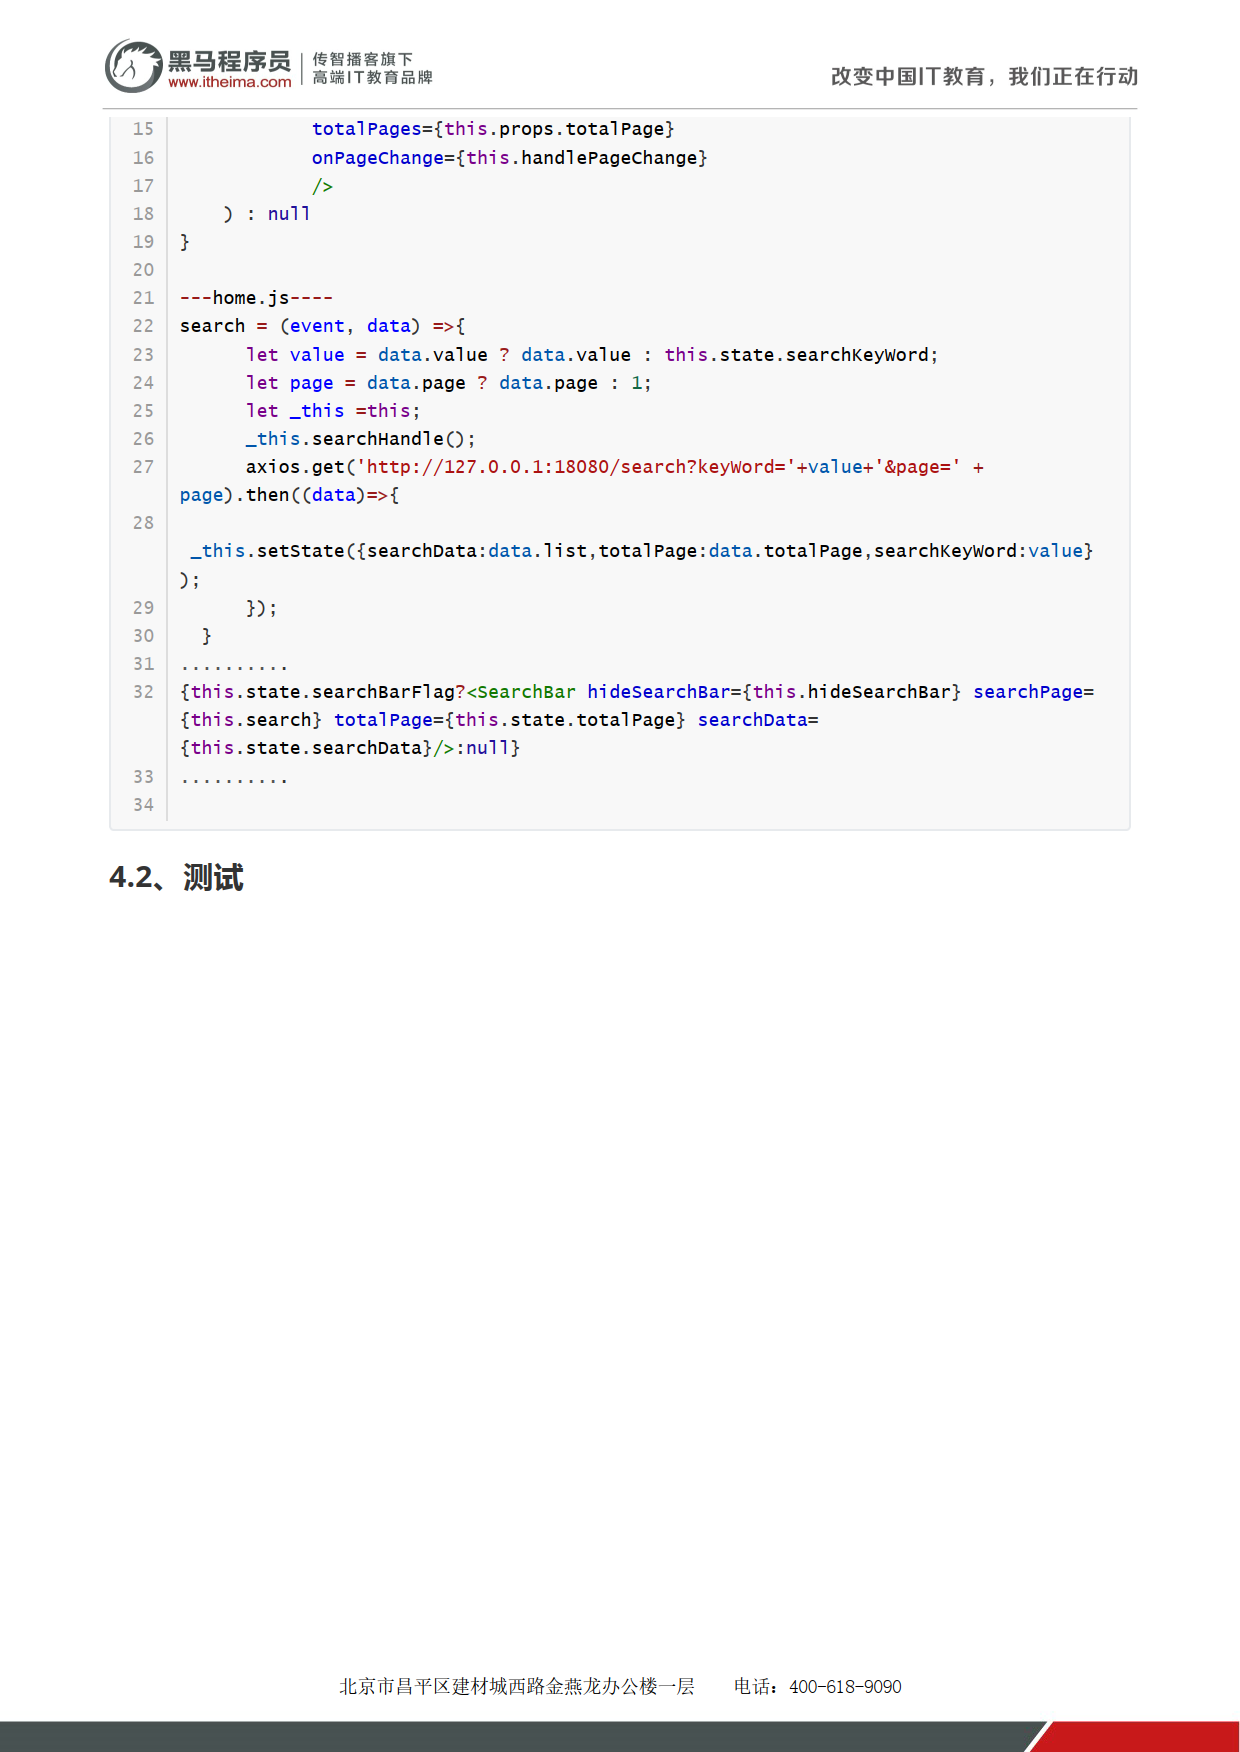 黑马程序员
www.itheima.com
传智播客旗下
高端IT教育品牌
改变中国IT教育，我们正在行动
15             totalPages={this.props.totalPage}
16             onPageChange={this.handlePageChange}
17             />
18     ) : null
19 }
20
21 ---home.js----
22 search = (event, data) =>{
23       let value = data.value ? data.value : this.state.searchKeyWord;
24       let page = data.page ? data.page : 1;
25       let _this =this;
26       _this.searchHandle();
27       axios.get('http://127.0.0.1:18080/search?keyWord='+value+'&page=' +
page).then((data)=>{
28
_this.setState({searchData:data.list,totalPage:data.totalPage,searchKeyWord:value}
);
29       });
30   }
31 ..........
32 {this.state.searchBarFlag?<SearchBar hideSearchBar={this.hideSearchBar} searchPage=
{this.search} totalPage={this.state.totalPage} searchData=
{this.state.searchData}/>:null}
33 ..........
34
4.2、测试
北京市昌平区建材城西路金燕龙办公楼一层 电话：400-618-9090